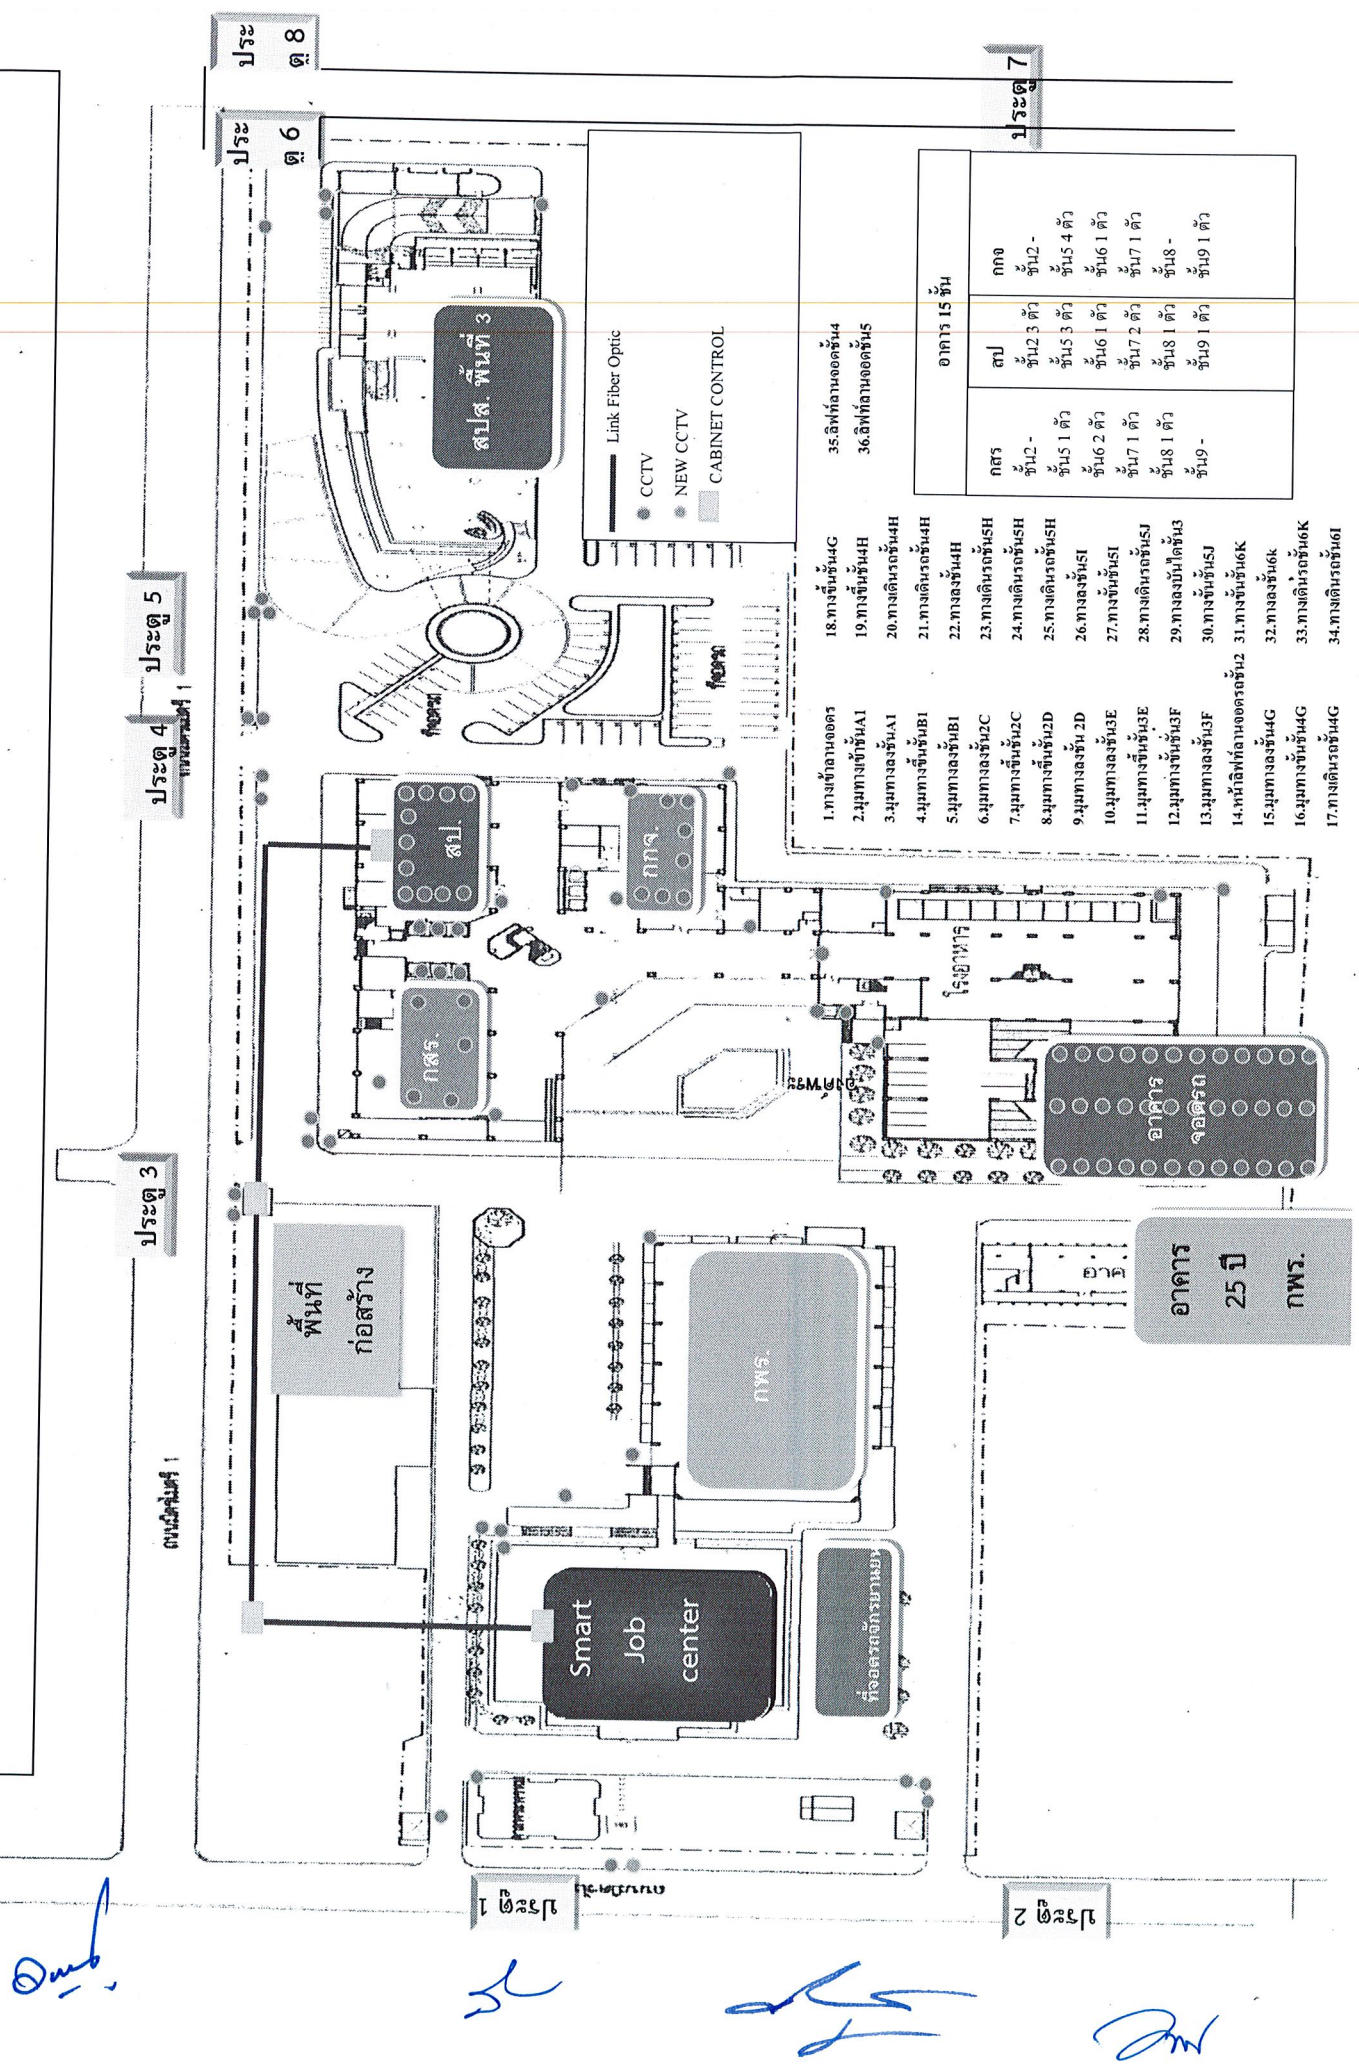 ประ
ตู 8
ประ
ตู 6
ประตู 7
ประตู 5
ประตู 4
ประตู 3
ประตู 1
ประตู 2
สปส. พื้นที่ 3
ที่จอดรถ
ที่จอดรถ
สป.
กกจ.
กสร.
โรงอาหาร
อาคาร
จอดรถ
อาคาร
25 ปี
กพร.
พื้นที่
ก่อสร้าง
กพร.
Smart
Job
center
Link Fiber Optic
CCTV
NEW CCTV
CABINET CONTROL
1.ทางเข้าลานจอดร
2.มุมทางเข้าชั้นA1
3.มุมทางลงชั้นA1
4.มุมทางขึ้นชั้นB1
5.มุมทางลงชั้นB1
6.มุมทางลงชั้น2C
7.มุมทางขึ้นชั้น2C
8.มุมทางขึ้นชั้น2D
9.มุมทางลงชั้น 2D
10.มุมทางลงชั้น3E
11.มุมทางขึ้นชั้น3E
12.มุมทางขึ้นชั้น3F
13.มุมทางลงชั้น3F
14.หน้าลิฟท์ลานจอดรถชั้น2
15.มุมทางลงชั้น4G
16.มุมทางขึ้นชั้น4G
17.ทางเดินรถชั้น4G
18.ทางขึ้นชั้น4G
19.ทางขึ้นชั้น4H
20.ทางเดินรถชั้น4H
21.ทางเดินรถชั้น4H
22.ทางลงชั้น4H
23.ทางเดินรถชั้น5H
24.ทางเดินรถชั้น5H
25.ทางเดินรถชั้น5H
26.ทางลงชั้น5I
27.ทางขึ้นชั้น5I
28.ทางเดินรถชั้น5J
29.ทางลงบันไดชั้น3
30.ทางขึ้นชั้น5J
31.ทางขึ้นชั้น6K
32.ทางลงชั้น6k
33.ทางเดินรถชั้น6K
34.ทางเดินรถชั้น6I
35.ลิฟท์ลานจอดชั้น4
36.ลิฟท์ลานจอดชั้น5
อาคาร 15 ชั้น
กสร สป กกจ
ชั้น2 - ชั้น2 3 ตัว ชั้น2 -
ชั้น5 1 ตัว ชั้น5 3 ตัว ชั้น5 4 ตัว
ชั้น6 2 ตัว ชั้น6 1 ตัว ชั้น6 1 ตัว
ชั้น7 1 ตัว ชั้น7 2 ตัว ชั้น7 1 ตัว
ชั้น8 1 ตัว ชั้น8 1 ตัว ชั้น8 -
ชั้น9 - ชั้น9 1 ตัว ชั้น9 1 ตัว